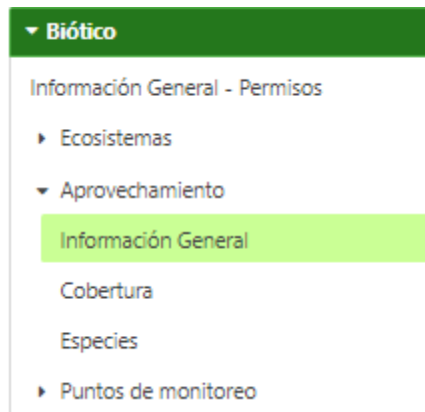 Biótico
Información General - Permisos
Ecosistemas
Aprovechamiento
Información General
Cobertura
Especies
Puntos de monitoreo